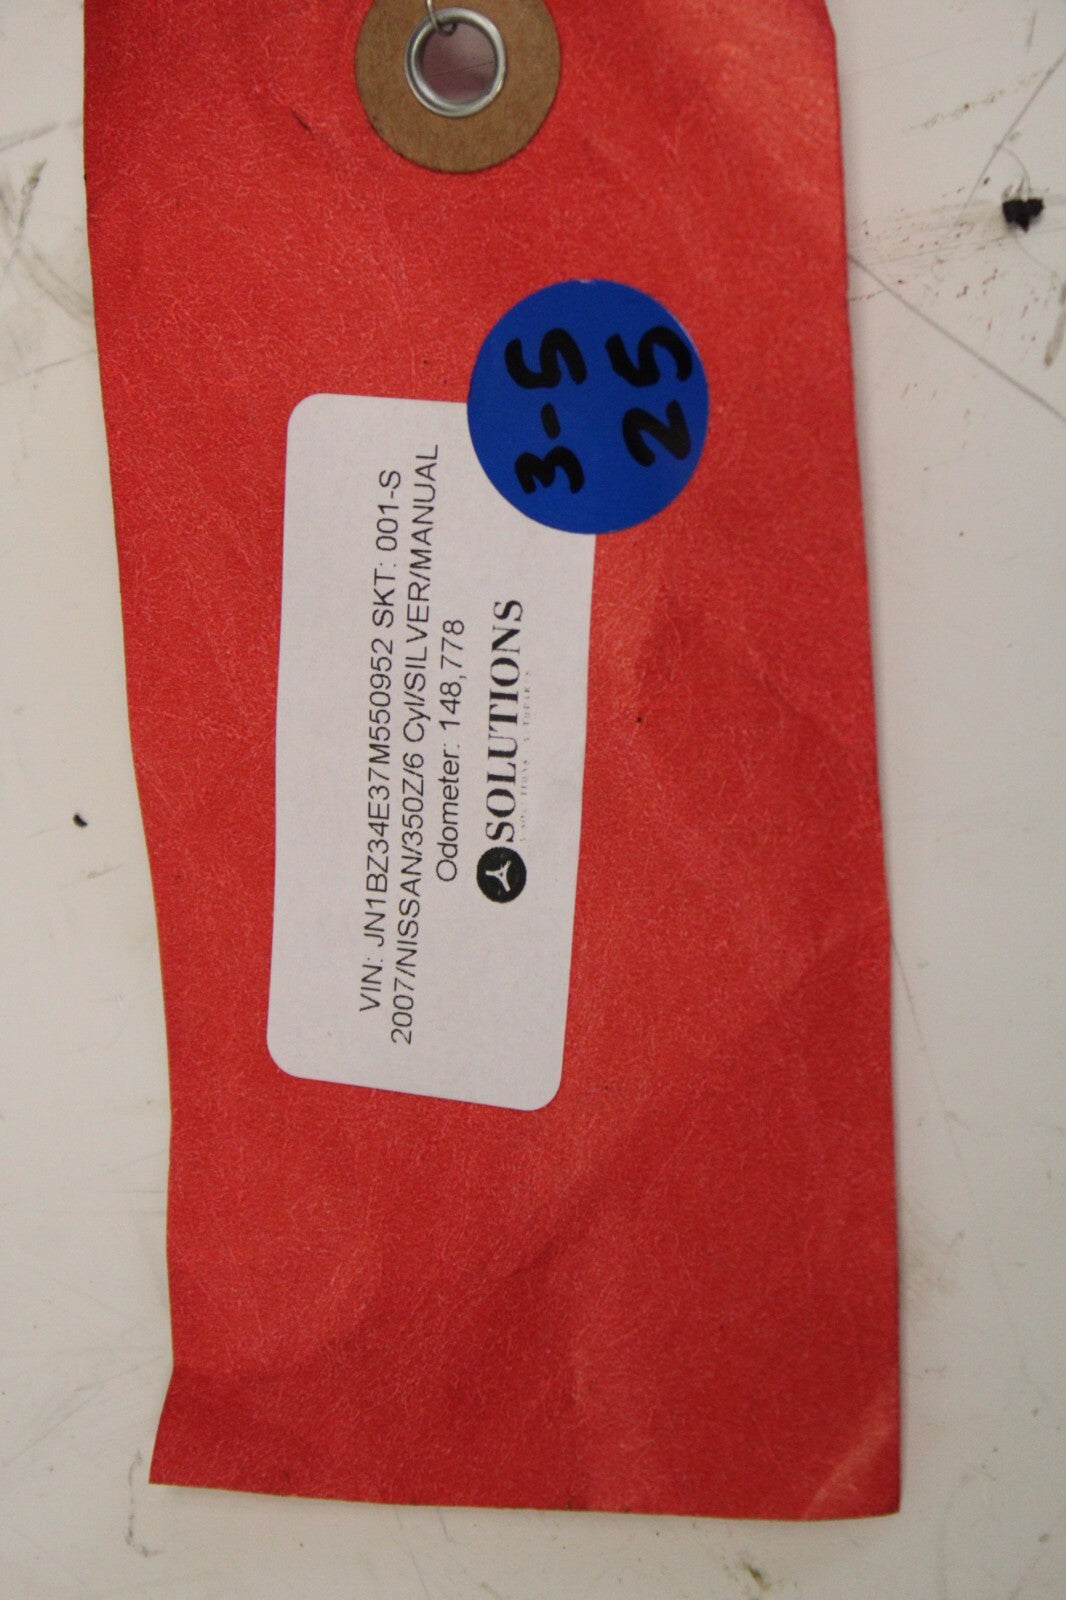 VIN: JN1BZ34E37M550952 SKT: 001-S
2007/NISSAN/350Z/6 Cyl/SILVER/MANUAL
Odometer: 148,778
SOLUTIONS
3-5
25